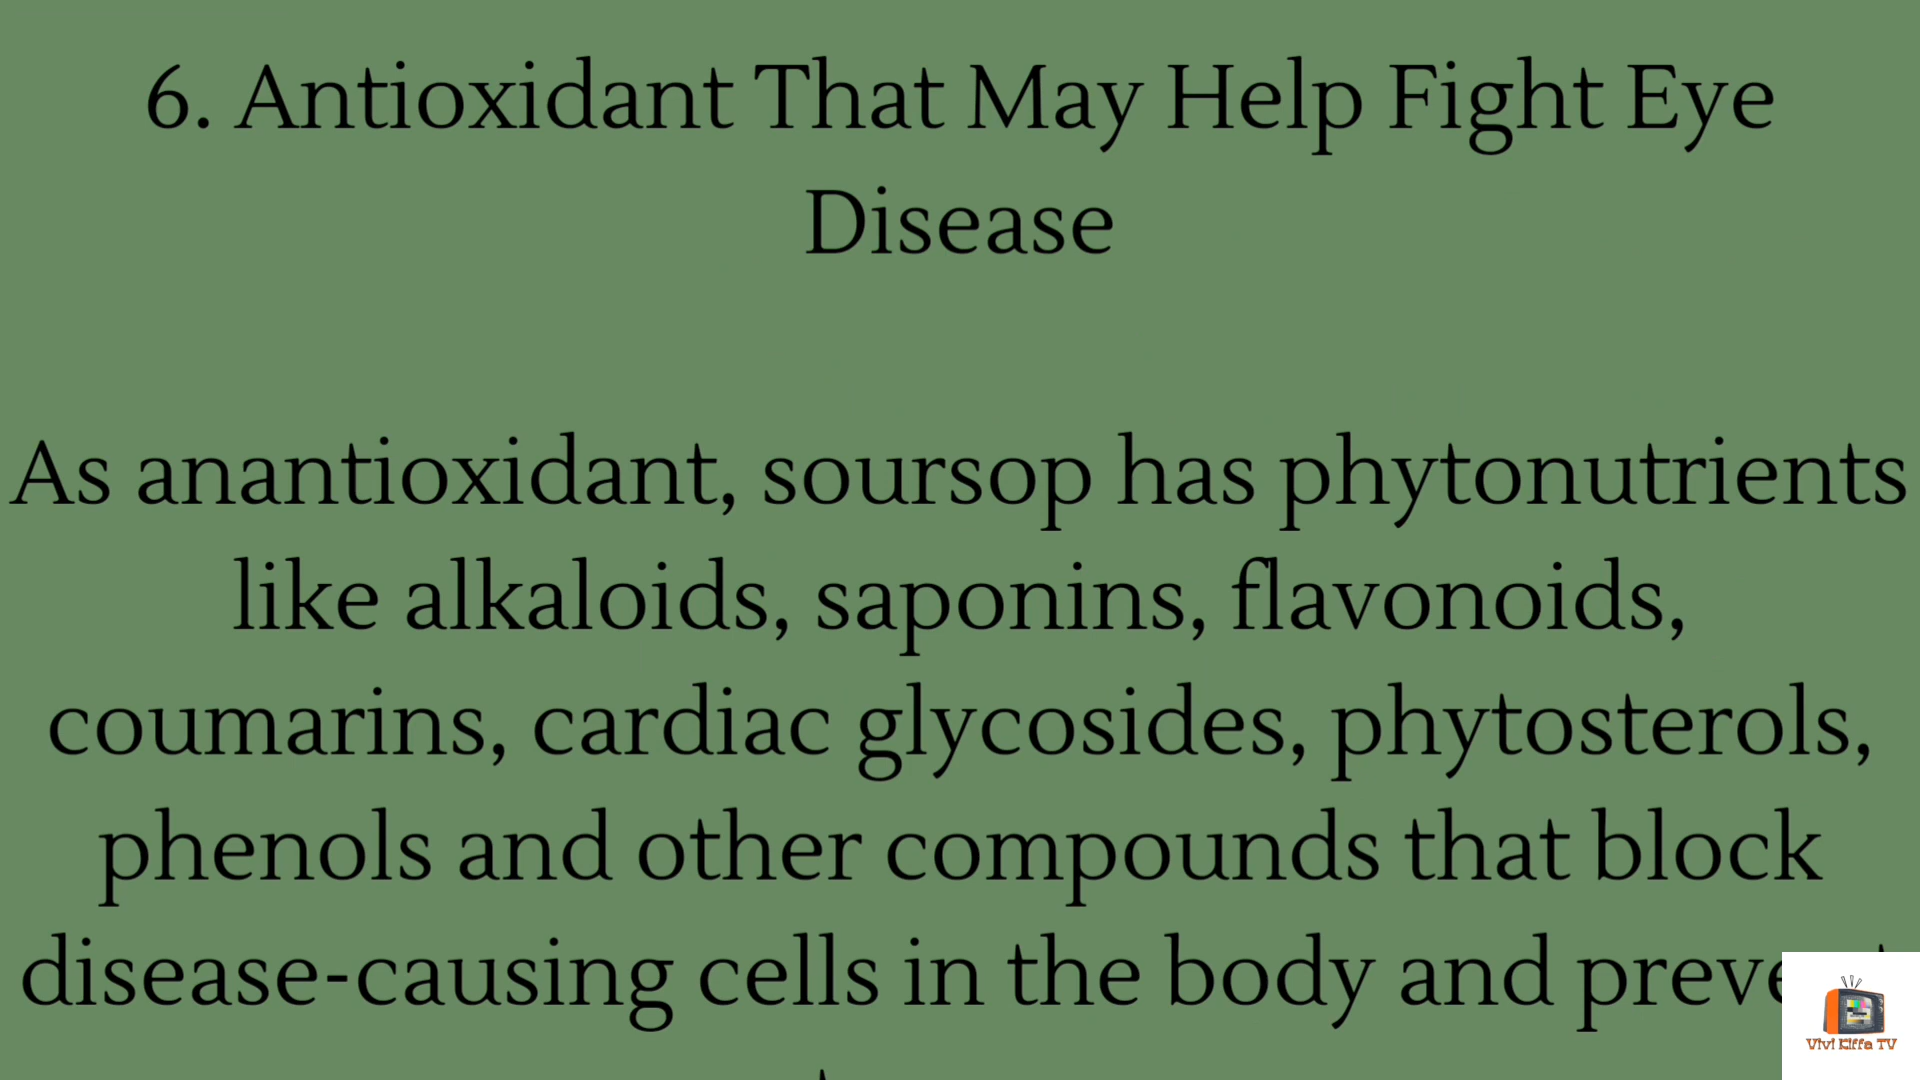 6. Antioxidant That May Help Fight Eye
Disease
As anantioxidant, soursop has phytonutrients
like alkaloids, saponins, flavonoids,
coumarins, cardiac glycosides, phytosterols,
phenols and other compounds that block
disease-causing cells in the body and
Vivi Kiffa TV